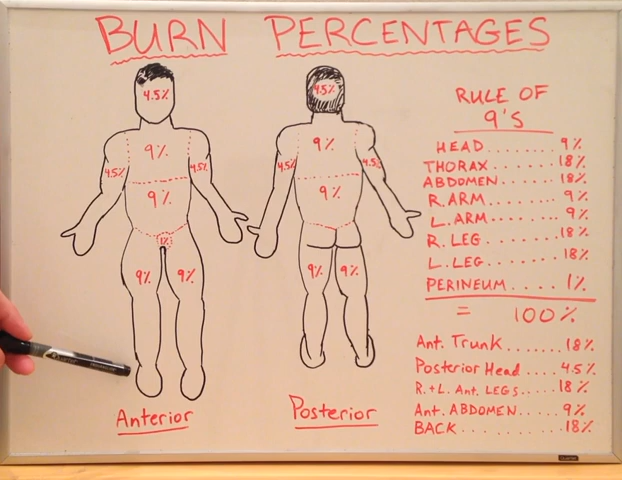 BURN PERCENTAGES
4.5%
9%
4.5%
4.5%
9%
1%
9%
9%
Anterior
4.5%
9%
4.5%
4.5%
9%
9%
9%
Posterior
RULE OF
9'S
HEAD........ 9%
THORAX...... 18%
ABDOMEN..... 18%
R. ARM....... 9%
L. ARM....... 9%
R. LEG....... 18%
L. LEG....... 18%
PERINEUM.... 1%
= 100%
Ant. Trunk....... 18%
Posterior Head.... 4.5%
R.+L. Ant. LEGS.... 18%
Ant. ABDOMEN.... 9%
BACK.......... 18%